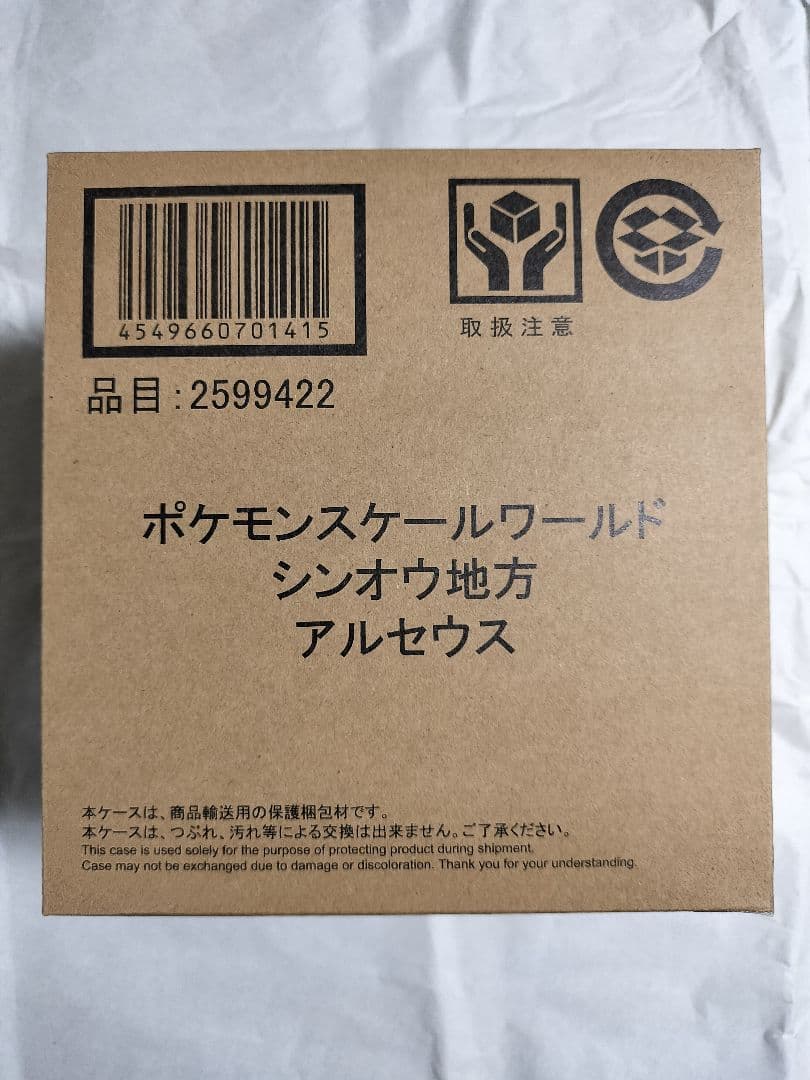 4549660701415
取扱注意
品目:2599422
ポケモンスケールワールド
シンオウ地方
アルセウス
本ケースは、商品輸送用の保護梱包材です。
本ケースは、つぶれ、汚れ等による交換は出来ません。ご了承ください。
This case is used solely for the purpose of protecting product during shipment.
Case may not be exchanged due to damage or discoloration. Thank you for your understanding.